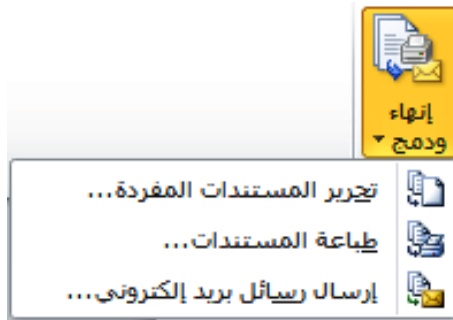 إنهاء
ودمج
تحرير المستندات المفردة...
طباعة المستندات...
إرسال رسائل بريد إلكتروني...